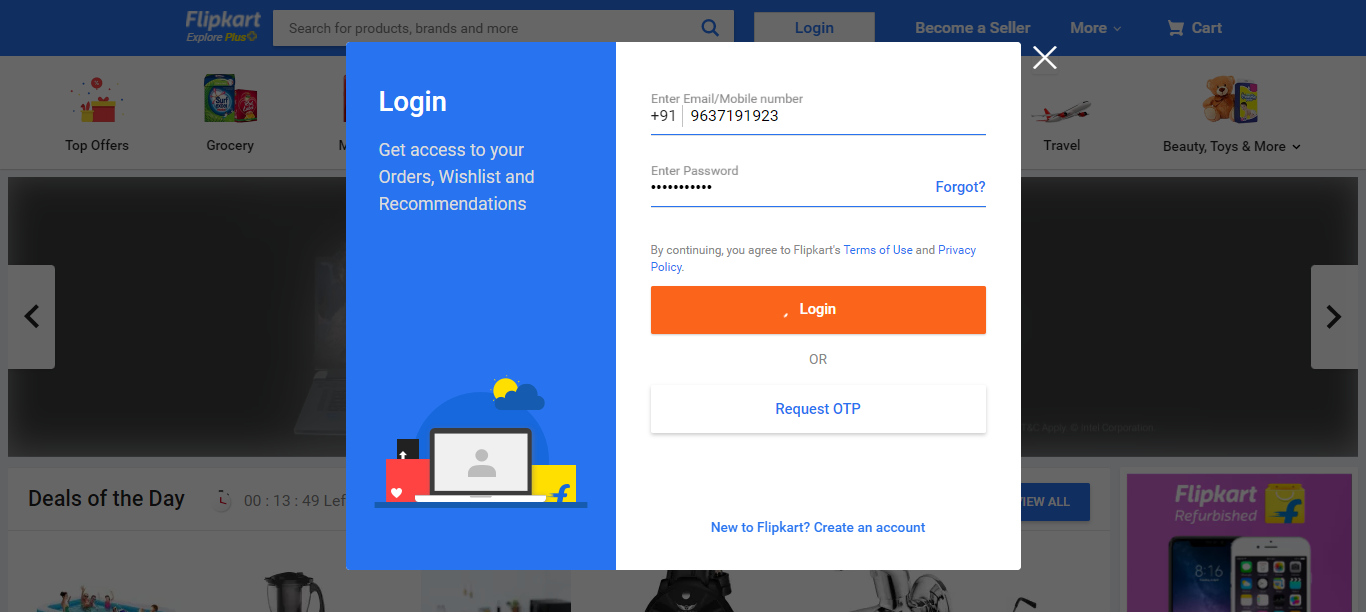 Flipkart
Explore Plus
Search for products, brands and more
Login
Become a Seller
More
Cart
Top Offers
Grocery
M
Travel
Beauty, Toys & More
Login
Get access to your
Orders, Wishlist and
Recommendations
Enter Email/Mobile number
+91 9637191923
Enter Password
•••••••••••
Forgot?
By continuing, you agree to Flipkart's Terms of Use and Privacy
Policy.
Login
OR
Request OTP
New to Flipkart? Create an account
T&C Apply. © Intel Corporation.
Deals of the Day
00 : 13 : 49 Lef
VIEW ALL
Flipkart
Refurbished
8:16